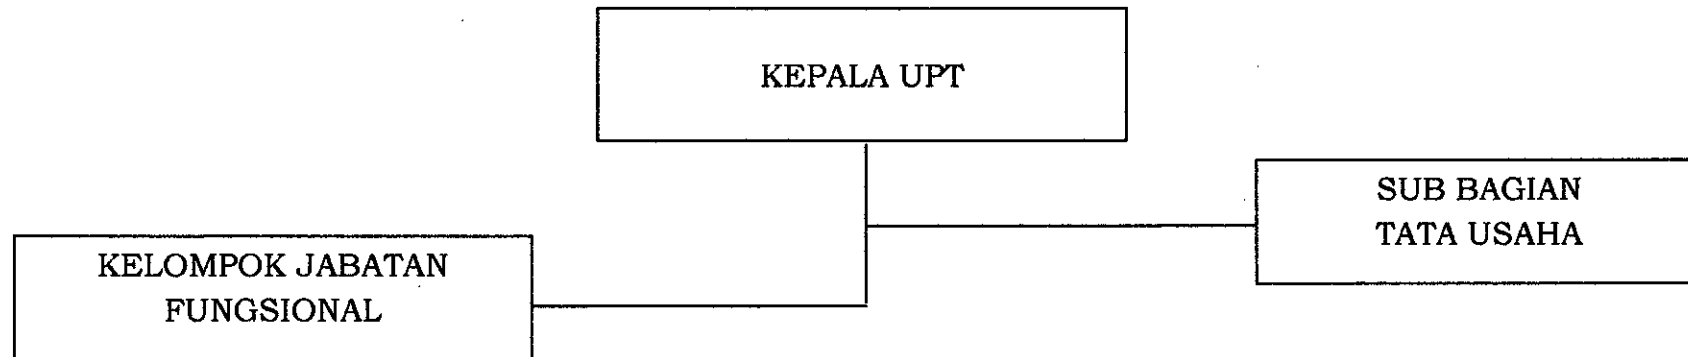 KEPALA UPT
SUB BAGIAN
TATA USAHA
KELOMPOK JABATAN
FUNGSIONAL